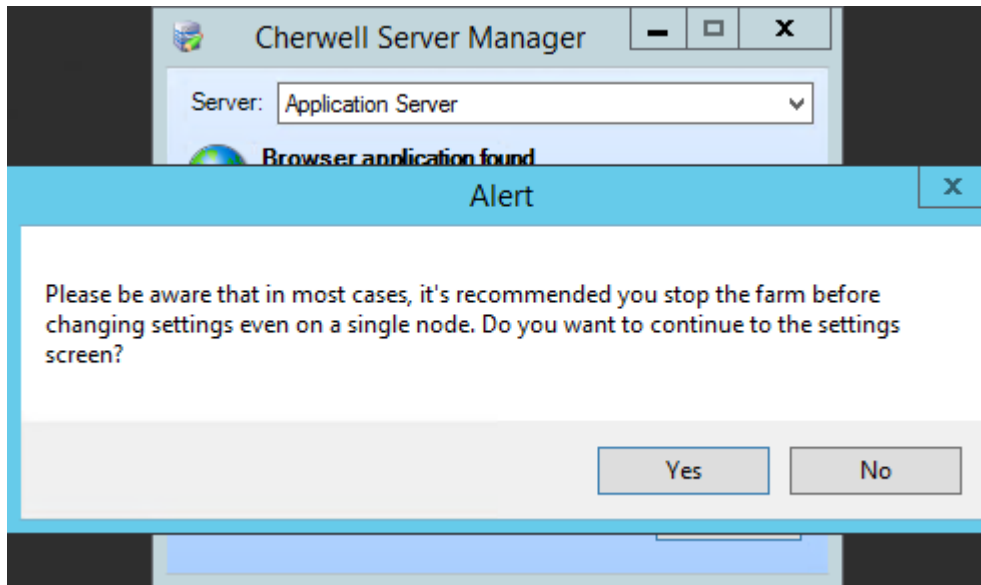 Cherwell Server Manager
Server: Application Server
Browser application found
Alert
Please be aware that in most cases, it's recommended you stop the farm before
changing settings even on a single node. Do you want to continue to the settings
screen?
Yes No